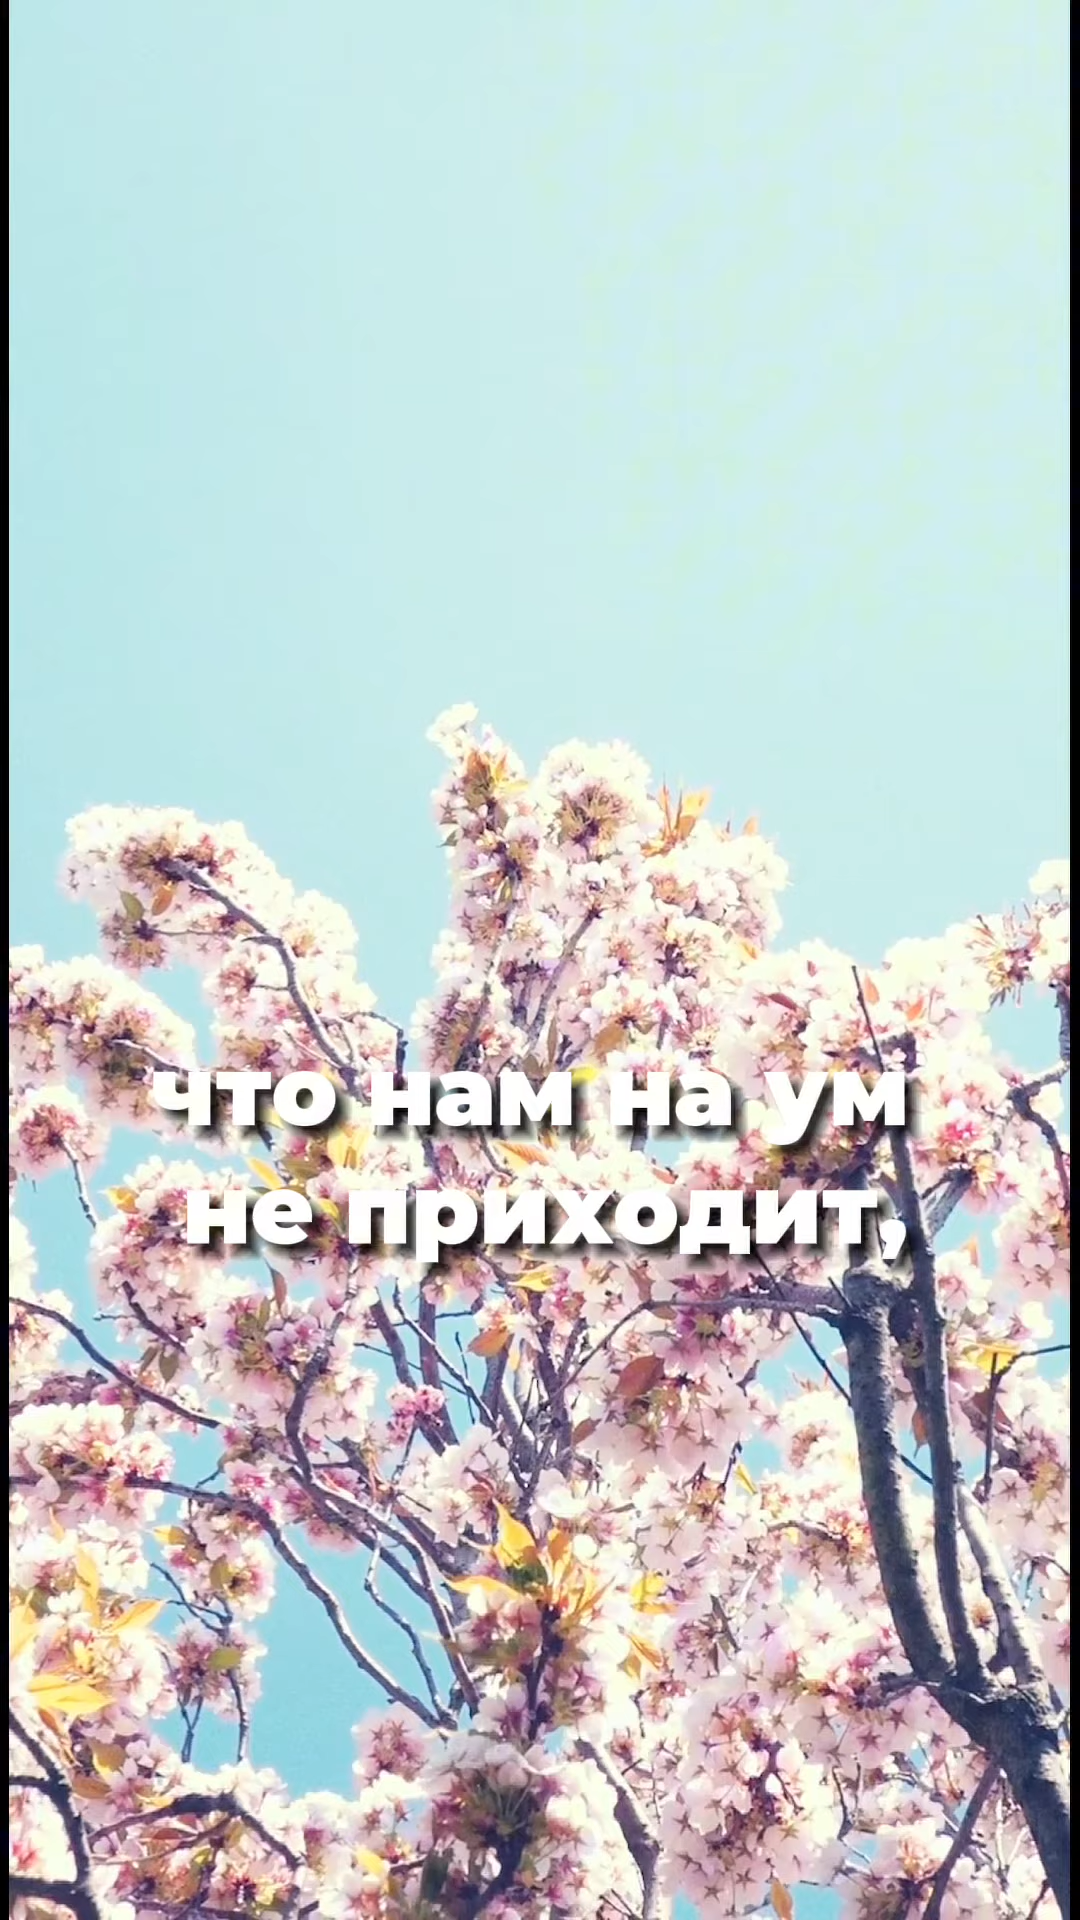 что нам на ум
не приходит,